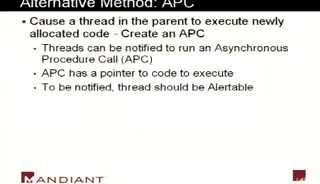 Alternative Method: APC
Cause a thread in the parent to execute newly
allocated code - Create an APC
Threads can be notified to run an Asynchronous
Procedure Call (APC)
APC has a pointer to code to execute
To be notified, thread should be Alertable
MANDIANT